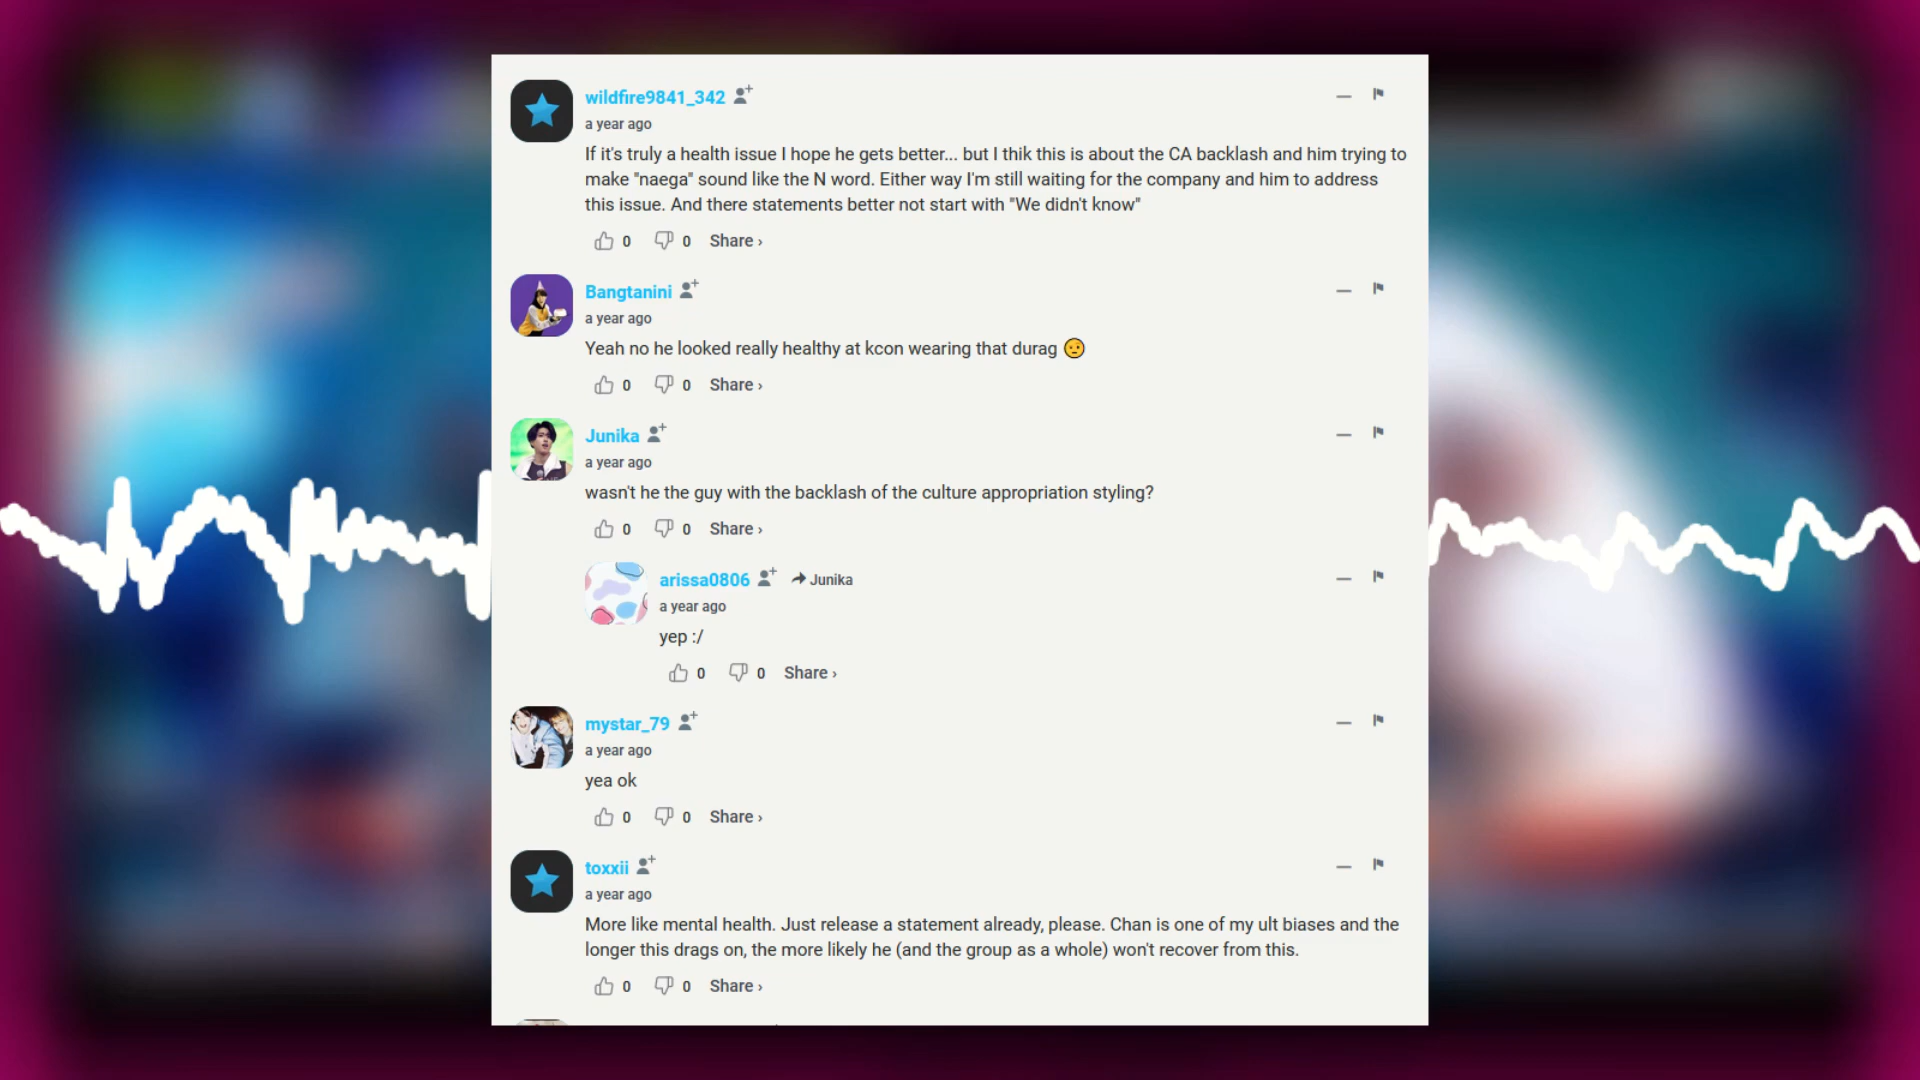 wildfire9841_342
a year ago
If it's truly a health issue I hope he gets better... but I thik this is about the CA backlash and him trying to
make "naega" sound like the N word. Either way I'm still waiting for the company and him to address
this issue. And there statements better not start with "We didn't know"
0 0 Share ›
Bangtanini
a year ago
Yeah no he looked really healthy at kcon wearing that durag
0 0 Share ›
Junika
a year ago
wasn't he the guy with the backlash of the culture appropriation styling?
0 0 Share ›
arissa0806 Junika
a year ago
yep :/
0 0 Share ›
mystar_79
a year ago
yea ok
0 0 Share ›
toxxii
a year ago
More like mental health. Just release a statement already, please. Chan is one of my ult biases and the
longer this drags on, the more likely he (and the group as a whole) won't recover from this.
0 0 Share ›